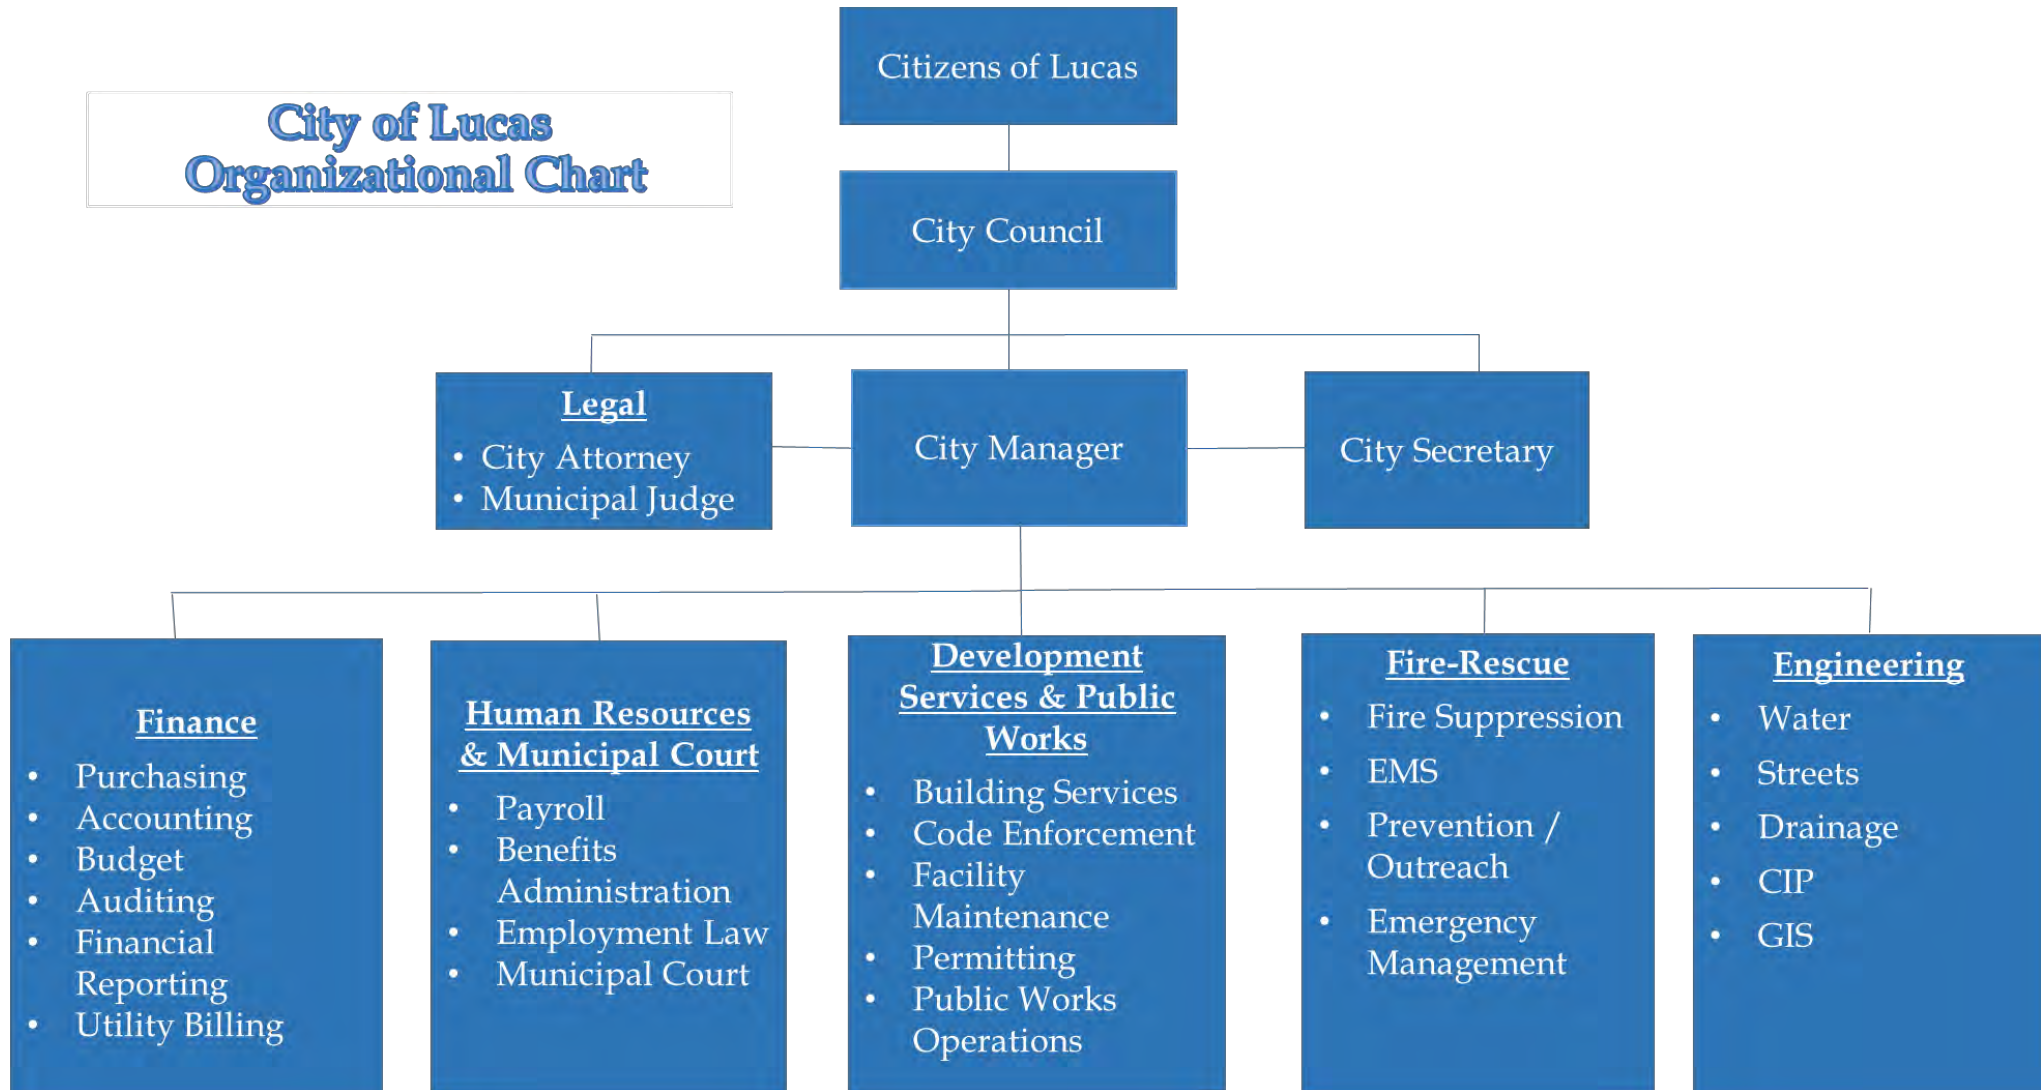 City of Lucas
Organizational Chart
Citizens of Lucas
City Council
Legal
• City Attorney
• Municipal Judge
City Manager
City Secretary
Finance
• Purchasing
• Accounting
• Budget
• Auditing
• Financial
Reporting
• Utility Billing
Human Resources
& Municipal Court
• Payroll
• Benefits
Administration
• Employment Law
• Municipal Court
Development
Services & Public
Works
• Building Services
• Code Enforcement
• Facility
Maintenance
• Permitting
• Public Works
Operations
Fire-Rescue
• Fire Suppression
• EMS
• Prevention /
Outreach
• Emergency
Management
Engineering
• Water
• Streets
• Drainage
• CIP
• GIS